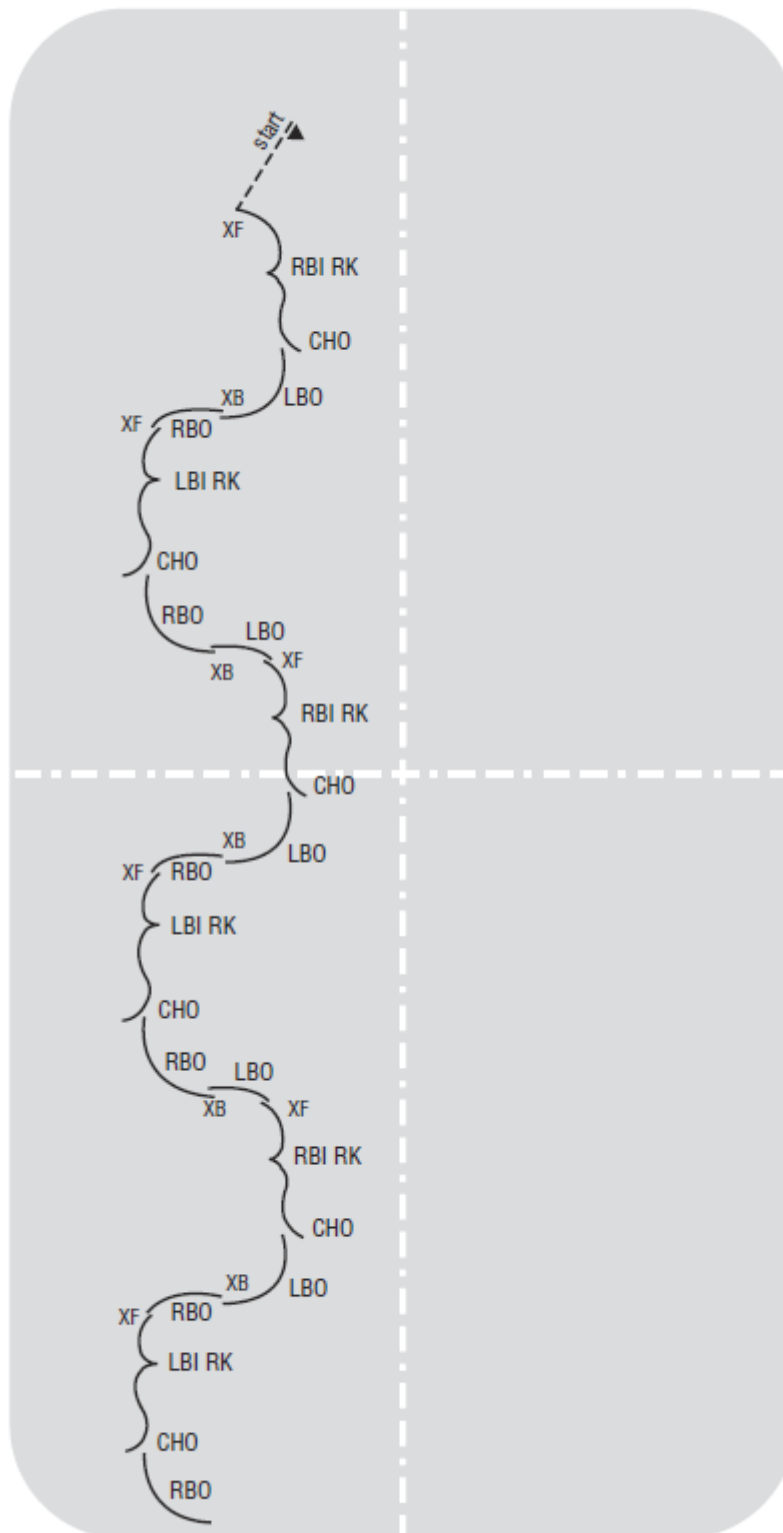 start
XF
RBI RK
CHO
XB LBO
XF RBO
LBI RK
CHO
RBO LBO
XB XF
RBI RK
CHO
XB LBO
XF RBO
LBI RK
CHO
RBO LBO
XB XF
RBI RK
CHO
XB LBO
XF RBO
LBI RK
CHO
RBO